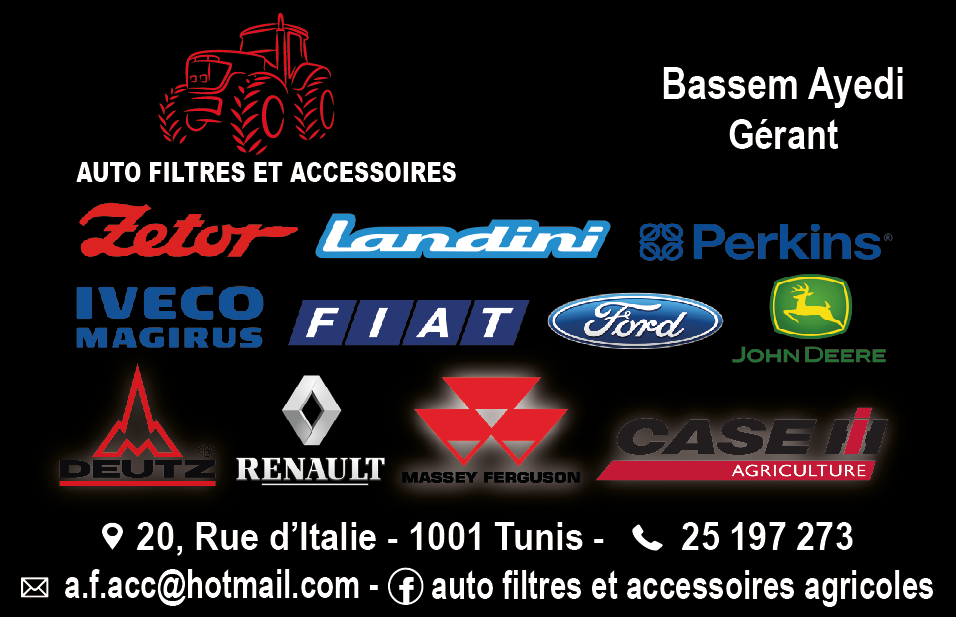 Bassem Ayedi
Gérant
AUTO FILTRES ET ACCESSOIRES
Zetor Landini Perkins®
IVECO MAGIRUS FIAT Ford JOHN DEERE
DEUTZ RENAULT MASSEY FERGUSON CASE IH AGRICULTURE
20, Rue d’Italie - 1001 Tunis - 25 197 273
a.f.acc@hotmail.com - f auto filtres et accessoires agricoles